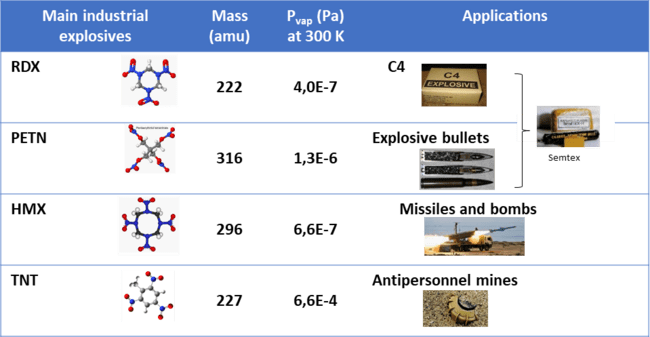 Main industrial
explosives
Mass
(amu)
Pvap (Pa)
at 300 K
Applications
RDX
222
4,0E-7
C4
C4
EXPLOSIVE
Semtex
PETN
316
1,3E-6
Explosive bullets
HMX
296
6,6E-7
Missiles and bombs
TNT
227
6,6E-4
Antipersonnel mines